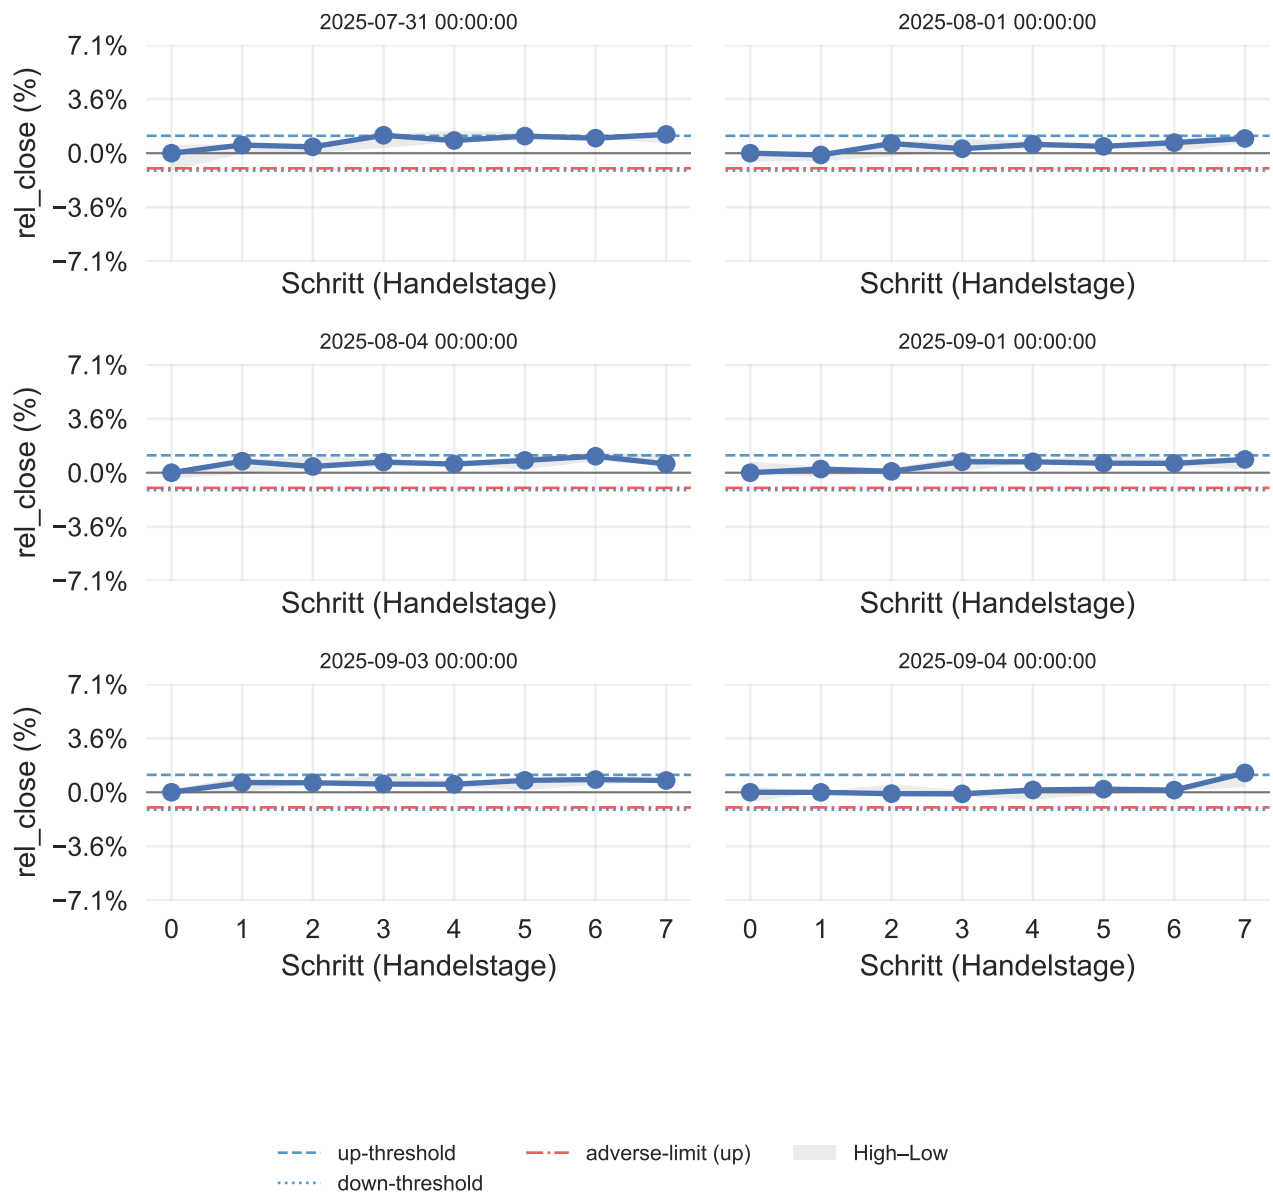 2025-07-31 00:00:00
2025-08-01 00:00:00
7.1%
3.6%
0.0%
−3.6%
−7.1%
rel_close (%)
Schritt (Handelstage)
Schritt (Handelstage)
2025-08-04 00:00:00
2025-09-01 00:00:00
7.1%
3.6%
0.0%
−3.6%
−7.1%
rel_close (%)
Schritt (Handelstage)
Schritt (Handelstage)
2025-09-03 00:00:00
2025-09-04 00:00:00
7.1%
3.6%
0.0%
−3.6%
−7.1%
rel_close (%)
0 1 2 3 4 5 6 7
0 1 2 3 4 5 6 7
Schritt (Handelstage)
Schritt (Handelstage)
up-threshold
down-threshold
adverse-limit (up)
High–Low